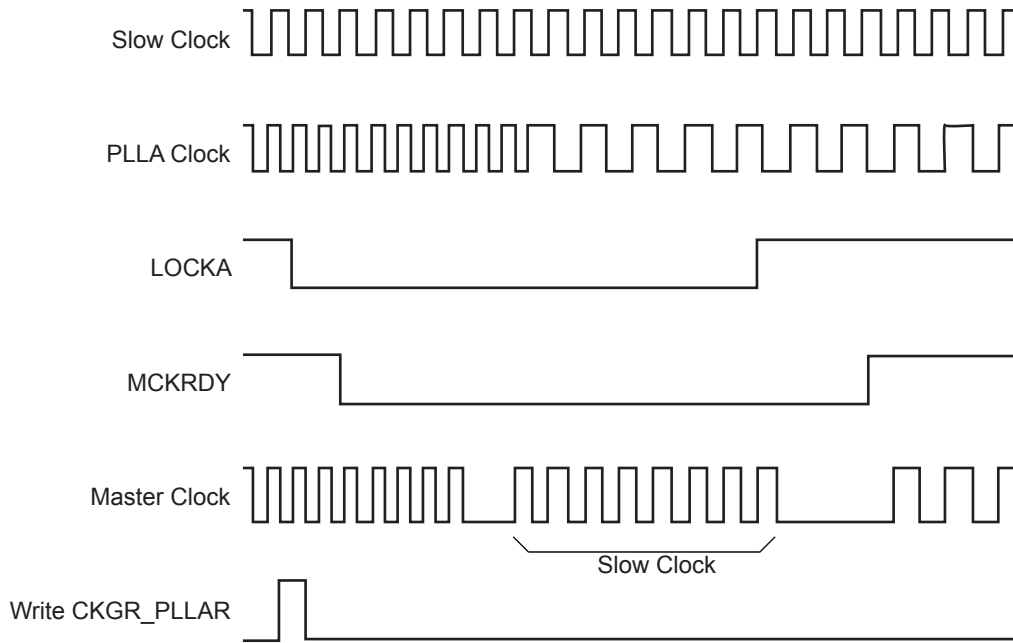 Slow Clock
PLLA Clock
LOCKA
MCKRDY
Master Clock
Slow Clock
Write CKGR_PLLAR